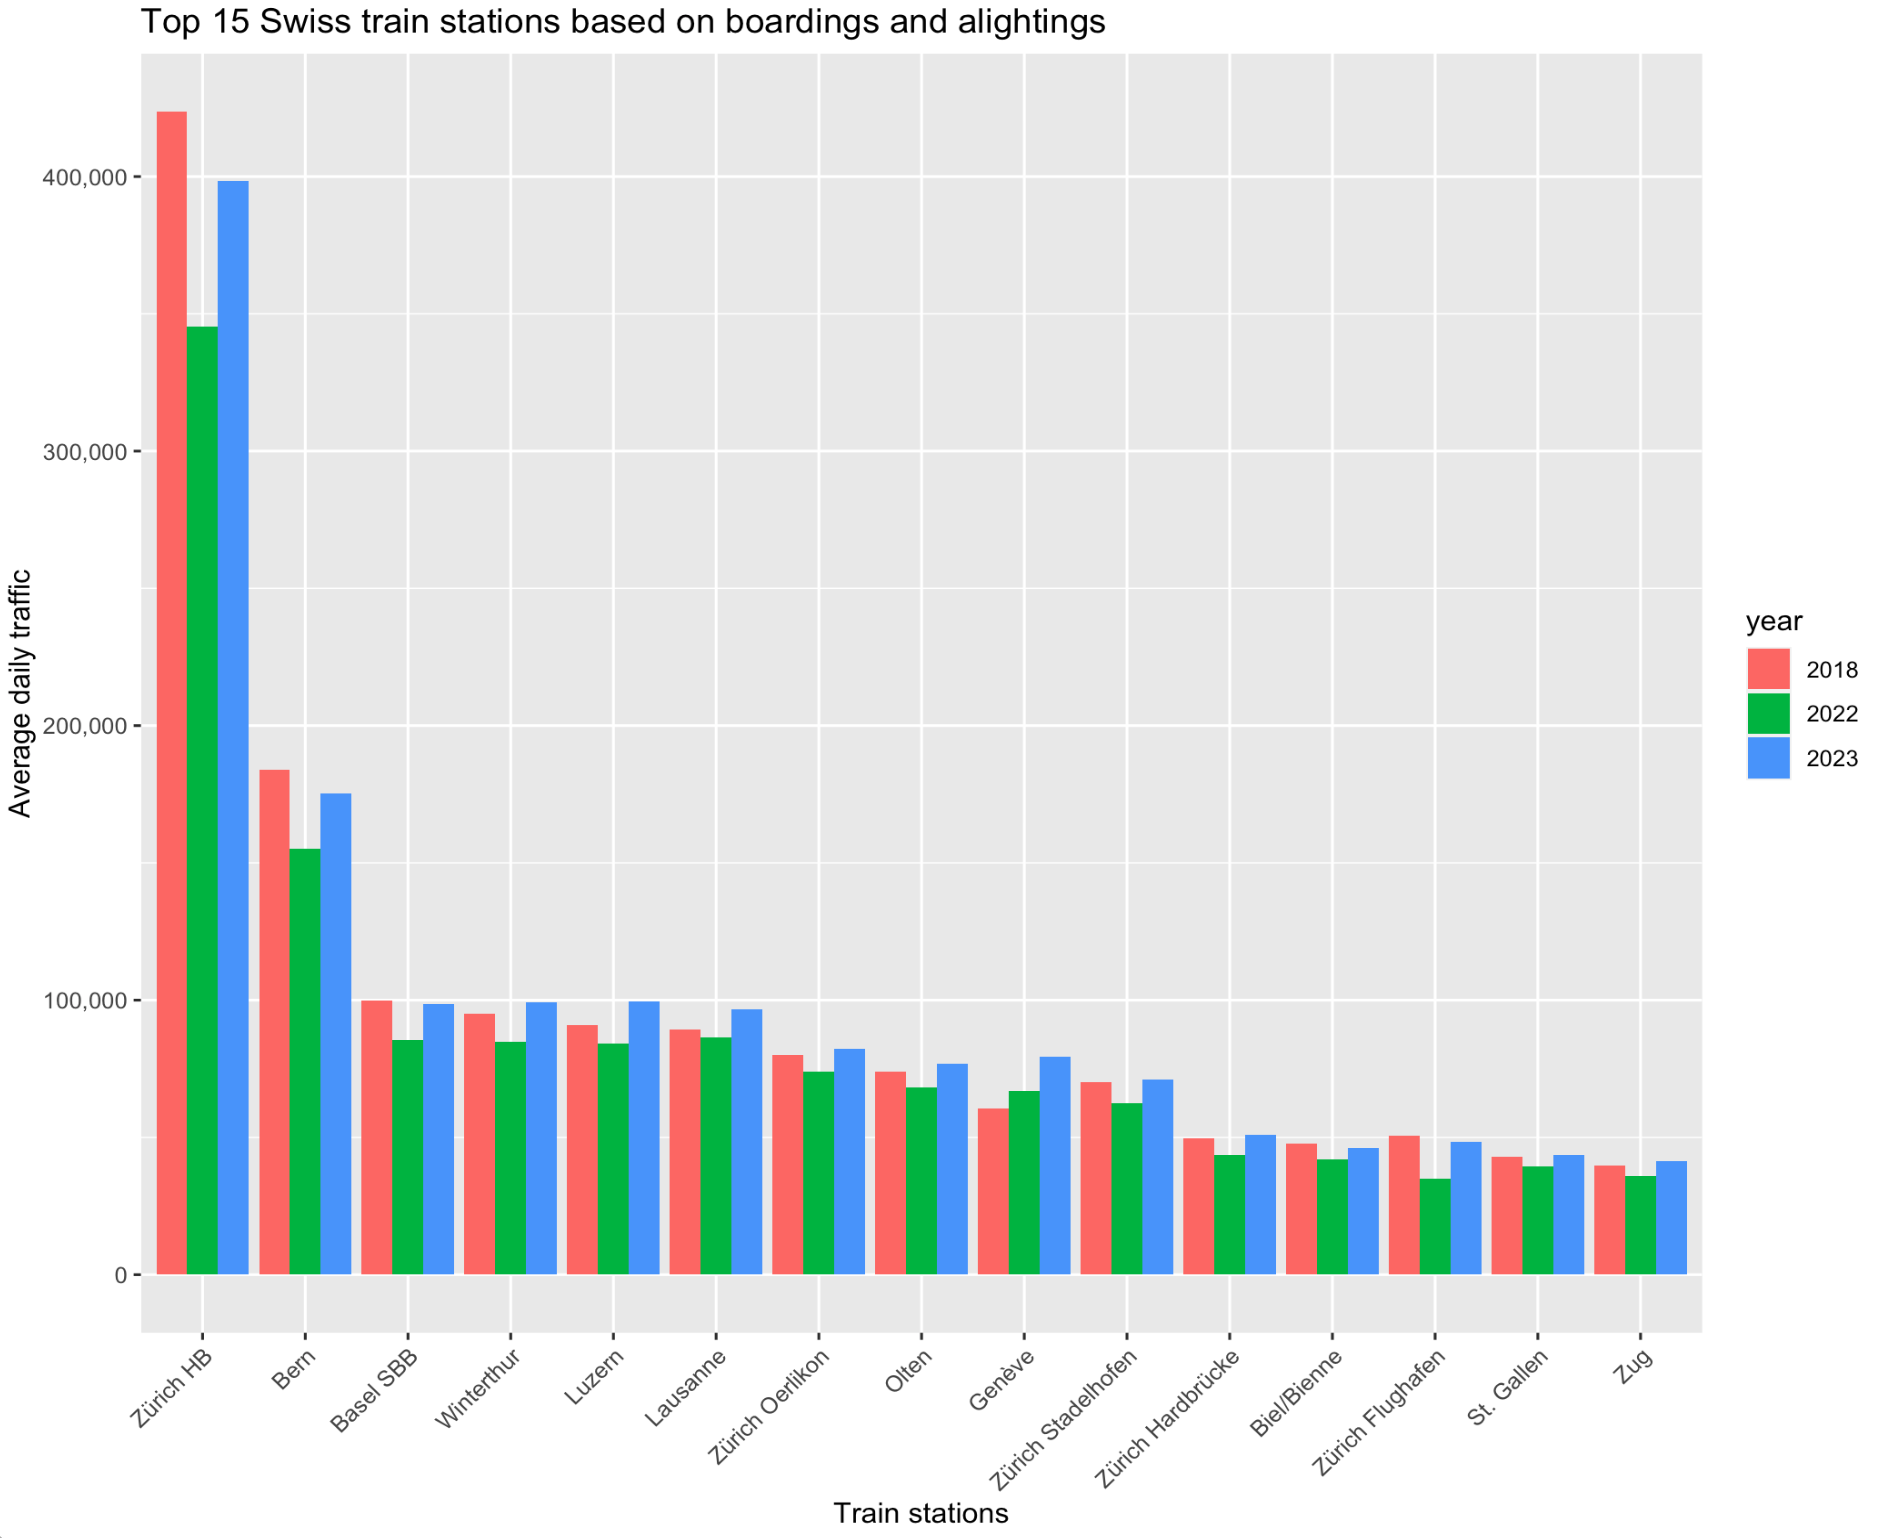 Top 15 Swiss train stations based on boardings and alightings
Average daily traffic
400,000
300,000
200,000
100,000
0
Zürich HB
Bern
Basel SBB
Winterthur
Luzern
Lausanne
Zürich Oerlikon
Olten
Genève
Zürich Stadelhofen
Zürich Hardbrücke
Biel/Bienne
Zürich Flughafen
St. Gallen
Zug
Train stations
year
2018
2022
2023